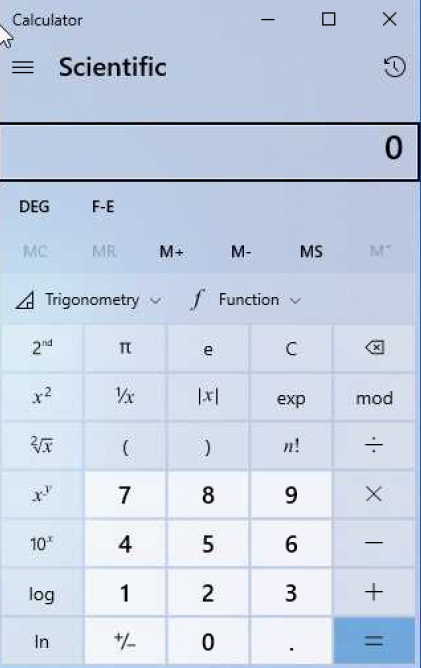 Calculator
Scientific
0
DEG F-E
MC MR M+ M- MS M˅
Trigonometry f Function
2ⁿᵈ π e C
x² ¹/x |x| exp mod
²√x ( ) n! ÷
xʸ 7 8 9 ×
10ˣ 4 5 6 −
log 1 2 3 +
ln +/− 0 . =